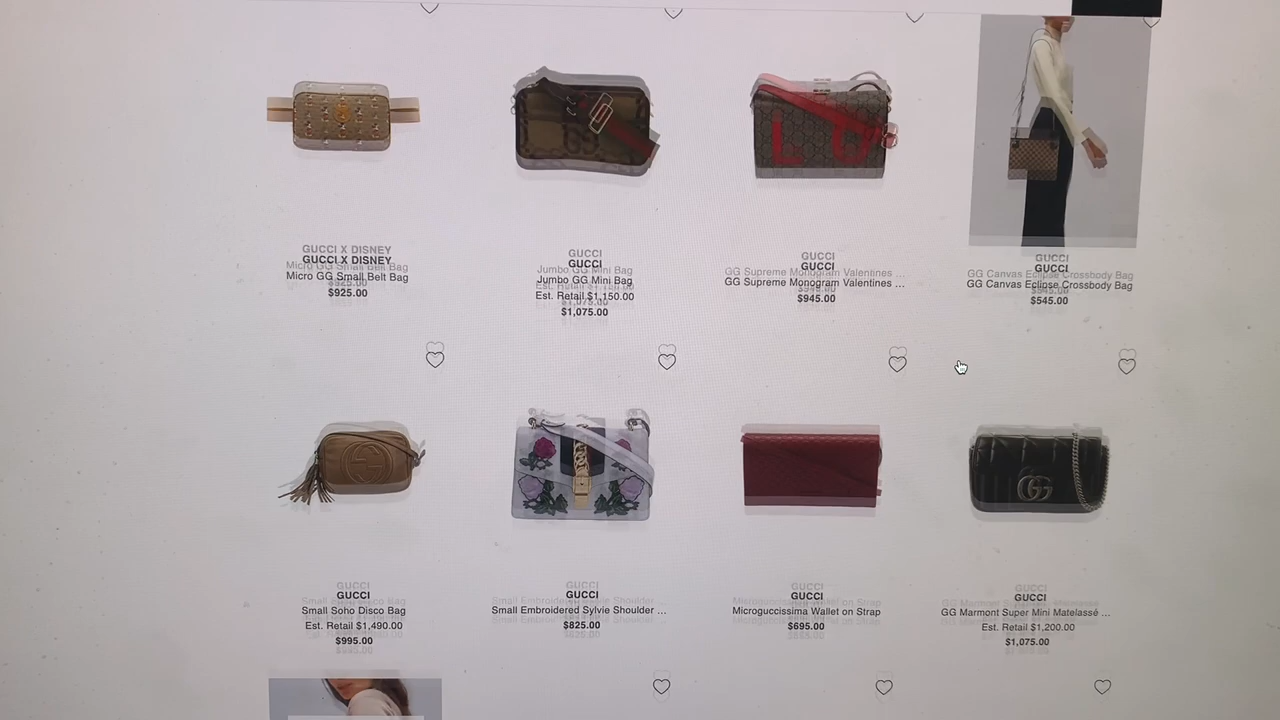 GUCCI X DISNEY
Micro GG Small Belt Bag
$925.00
GUCCI
Jumbo GG Mini Bag
Est. Retail $1,150.00
$1,075.00
GUCCI
GG Supreme Monogram Valentines ...
$945.00
GUCCI
GG Canvas Eclipse Crossbody Bag
$545.00
GUCCI
Small Soho Disco Bag
Est. Retail $1,490.00
$995.00
GUCCI
Small Embroidered Sylvie Shoulder ...
$825.00
GUCCI
Microguccissima Wallet on Strap
$695.00
GUCCI
GG Marmont Super Mini Matelassé ...
Est. Retail $1,200.00
$1,075.00